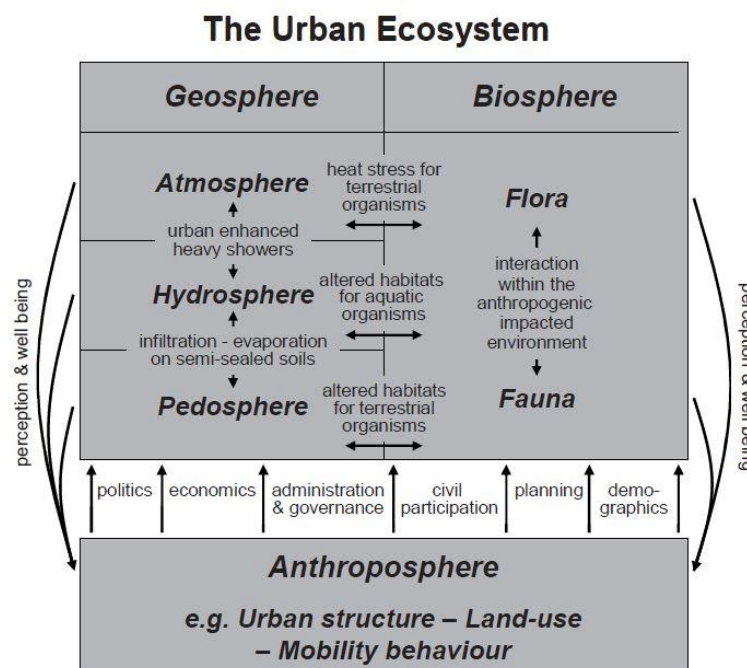 The Urban Ecosystem
Geosphere
Biosphere
Atmosphere
urban enhanced
heavy showers
Hydrosphere
infiltration - evaporation
on semi-sealed soils
Pedosphere
heat stress for
terrestrial
organisms
altered habitats
for aquatic
organisms
altered habitats
for terrestrial
organisms
Flora
interaction
within the
anthropogenic
impacted
environment
Fauna
perception & well being
perception & well being
politics
economics
administration
& governance
civil
participation
planning
demo-
graphics
Anthroposphere
e.g. Urban structure – Land-use
– Mobility behaviour